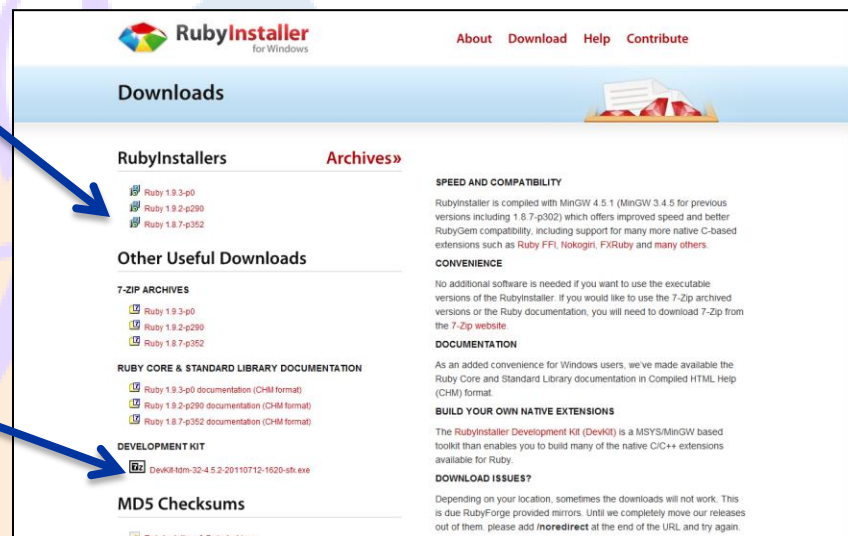 RubyInstaller
for Windows
About Download Help Contribute
Downloads
RubyInstallers Archives»
Ruby 1.9.3-p0
Ruby 1.9.2-p290
Ruby 1.8.7-p352
Other Useful Downloads
7-ZIP ARCHIVES
Ruby 1.9.3-p0
Ruby 1.9.2-p290
Ruby 1.8.7-p352
RUBY CORE & STANDARD LIBRARY DOCUMENTATION
Ruby 1.9.3-p0 documentation (CHM format)
Ruby 1.9.2-p290 documentation (CHM format)
Ruby 1.8.7-p352 documentation (CHM format)
DEVELOPMENT KIT
DevKit-tdm-32-4.5.2-20110712-1620-sfx.exe
MD5 Checksums
SPEED AND COMPATIBILITY
RubyInstaller is compiled with MinGW 4.5.1 (MinGW 3.4.5 for previous
versions including 1.8.7-p302) which offers improved speed and better
RubyGem compatibility, including support for many more native C-based
extensions such as Ruby FFI, Nokogiri, FXRuby and many others.
CONVENIENCE
No additional software is needed if you want to use the executable
versions of the RubyInstaller. If you would like to use the 7-Zip archived
versions or the Ruby documentation, you will need to download 7-Zip from
the 7-Zip website.
DOCUMENTATION
As an added convenience for Windows users, we've made available the
Ruby Core and Standard Library documentation in Compiled HTML Help
(CHM) format.
BUILD YOUR OWN NATIVE EXTENSIONS
The RubyInstaller Development Kit (DevKit) is a MSYS/MinGW based
toolkit than enables you to build many of the native C/C++ extensions
available for Ruby.
DOWNLOAD ISSUES?
Depending on your location, sometimes the downloads will not work. This
is due RubyForge provided mirrors. Until we completely move our releases
out of them. please add /noredirect at the end of the URL and try again.